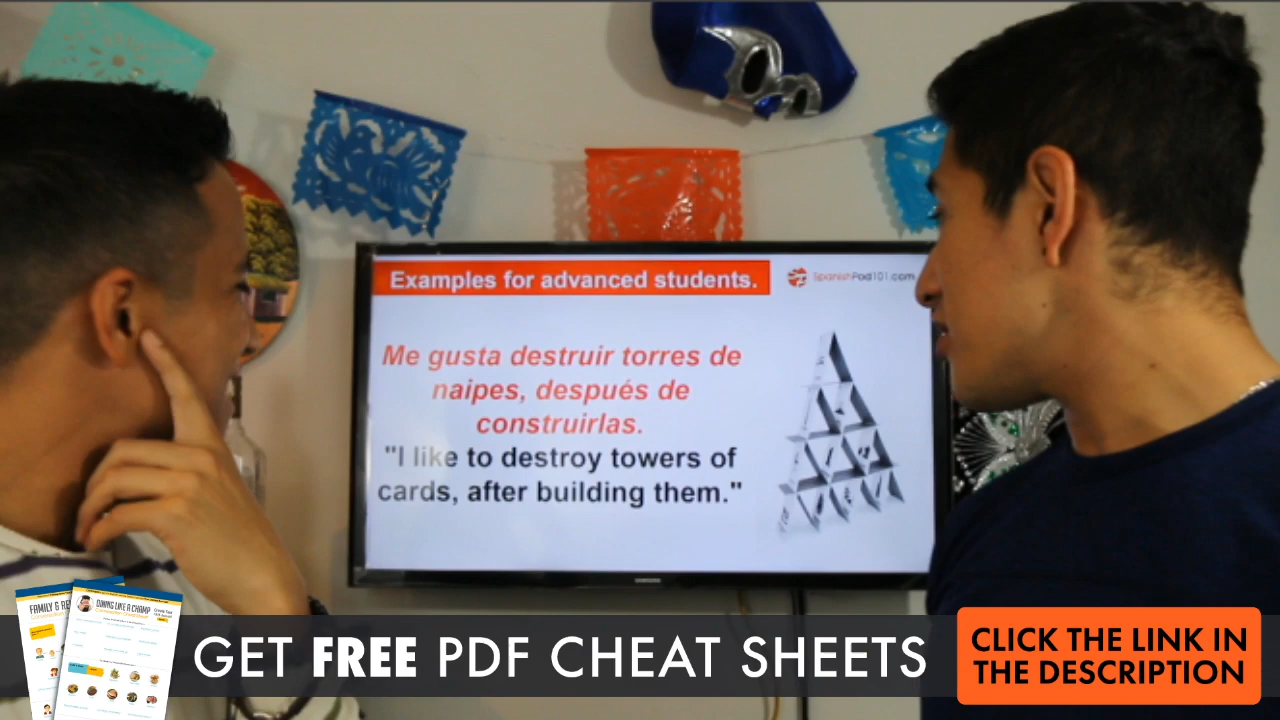 Examples for advanced students.
SpanishPod101.com
Me gusta destruir torres de
naipes, después de
construirlas.
"I like to destroy towers of
cards, after building them."
SAMSUNG
FAMILY & RE
DINING LIKE A CHAMP
GET FREE PDF CHEAT SHEETS
CLICK THE LINK IN
THE DESCRIPTION